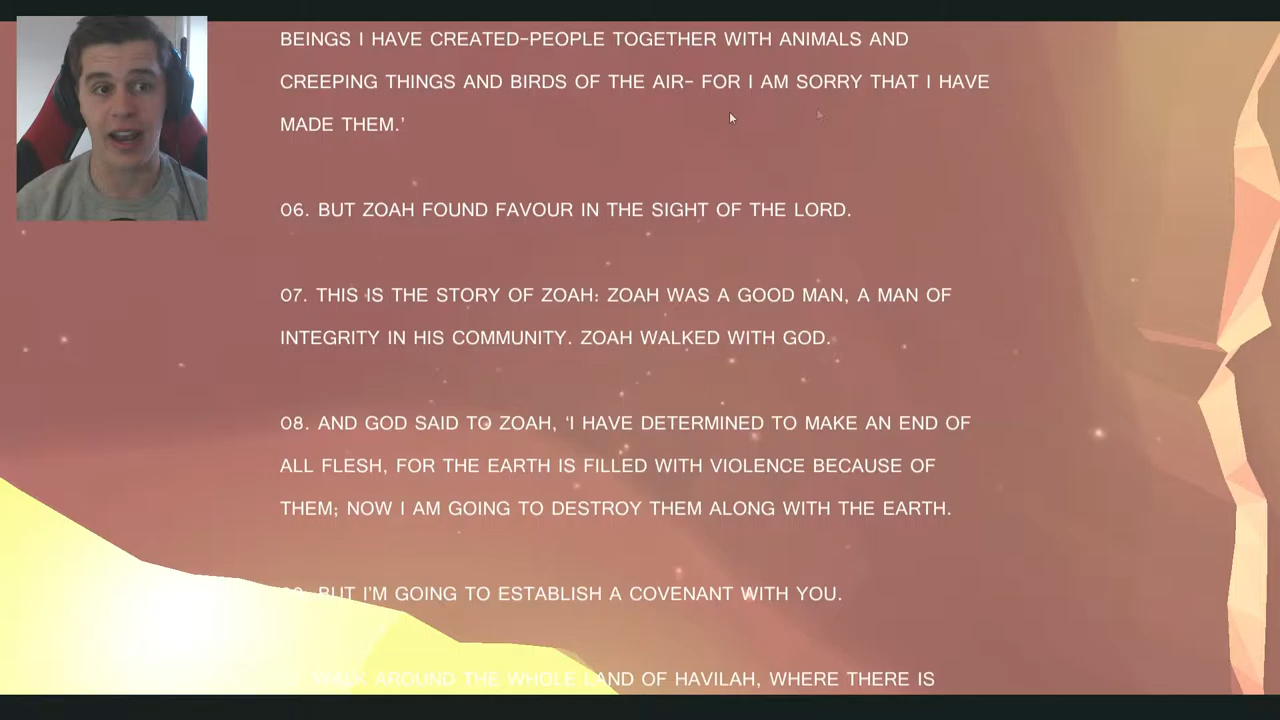 BEINGS I HAVE CREATED-PEOPLE TOGETHER WITH ANIMALS AND
CREEPING THINGS AND BIRDS OF THE AIR- FOR I AM SORRY THAT I HAVE
MADE THEM.'
06. BUT ZOAH FOUND FAVOUR IN THE SIGHT OF THE LORD.
07. THIS IS THE STORY OF ZOAH: ZOAH WAS A GOOD MAN, A MAN OF
INTEGRITY IN HIS COMMUNITY. ZOAH WALKED WITH GOD.
08. AND GOD SAID TO ZOAH, 'I HAVE DETERMINED TO MAKE AN END OF
ALL FLESH, FOR THE EARTH IS FILLED WITH VIOLENCE BECAUSE OF
THEM; NOW I AM GOING TO DESTROY THEM ALONG WITH THE EARTH.
09. BUT I'M GOING TO ESTABLISH A COVENANT WITH YOU.
WALK AROUND THE WHOLE LAND OF HAVILAH, WHERE THERE IS